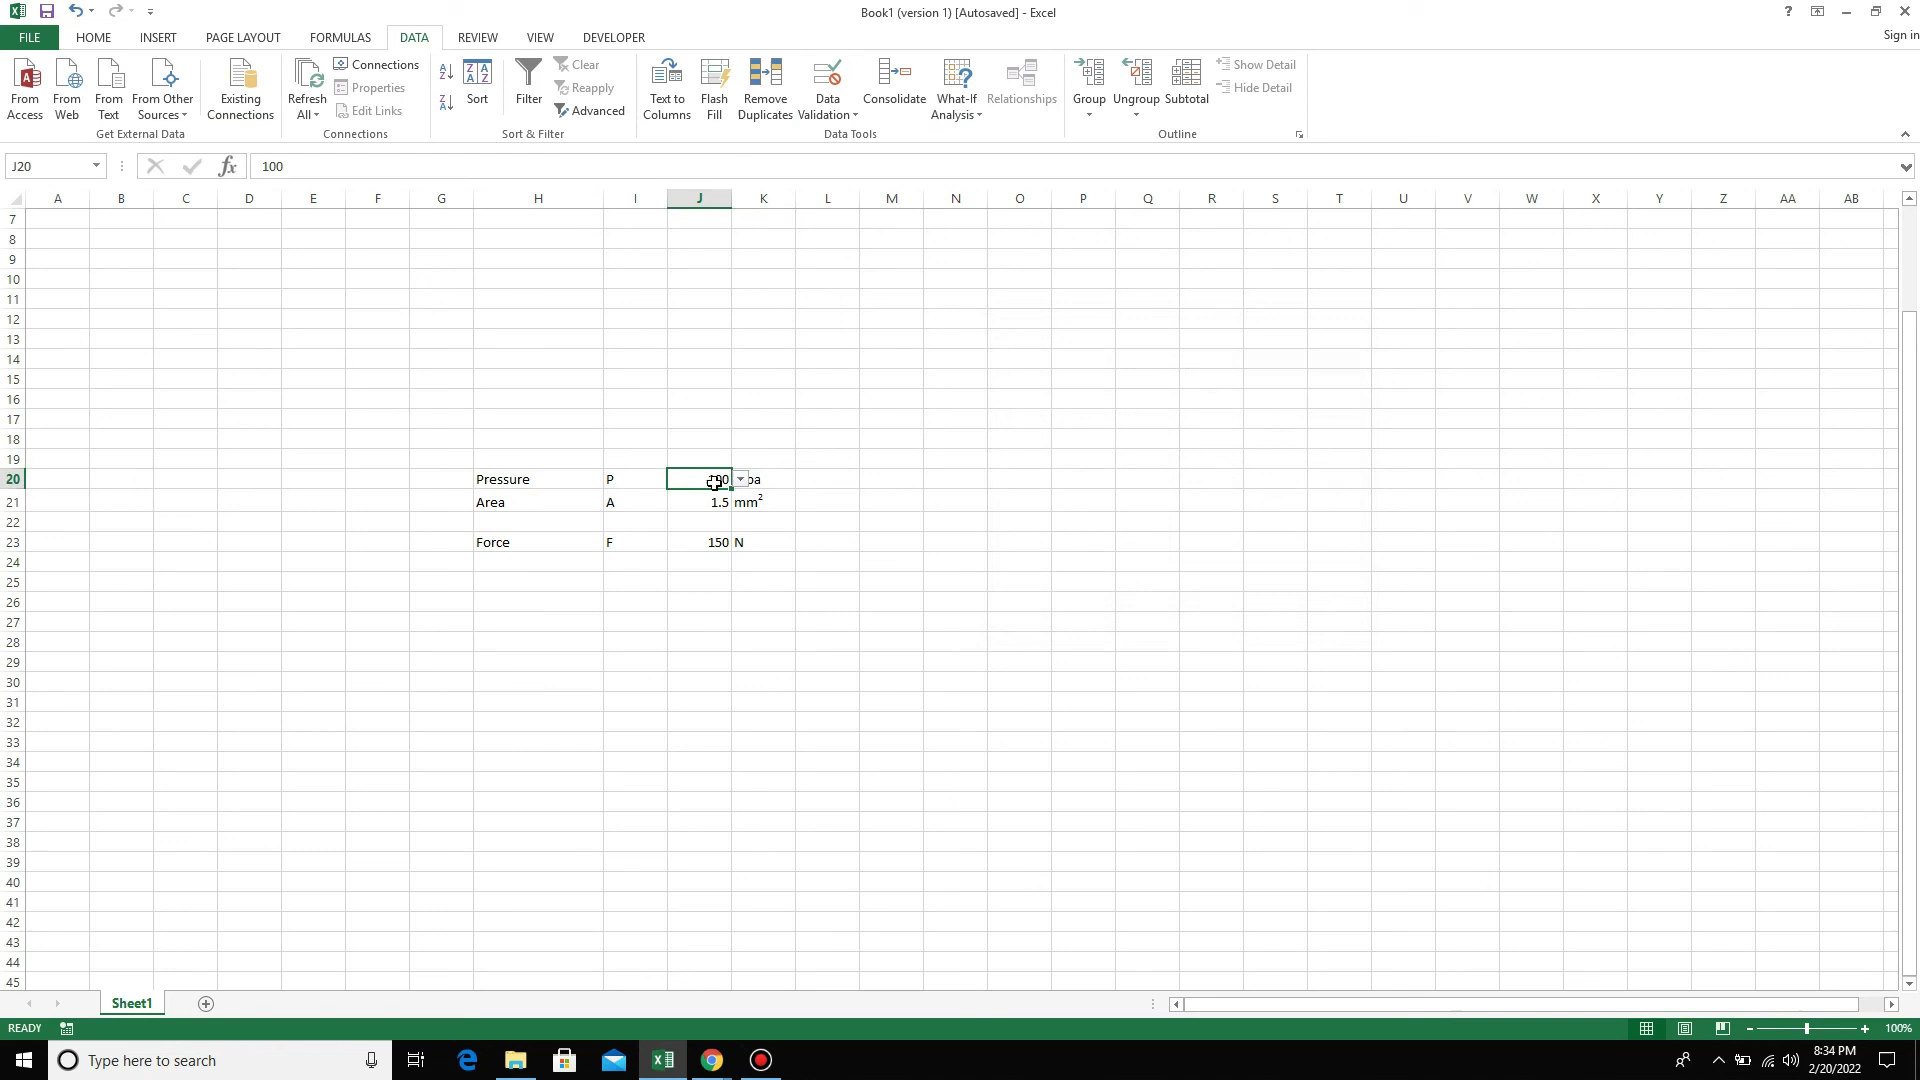 Book1 (version 1) [Autosaved] - Excel
?
Sign in
FILE HOME INSERT PAGE LAYOUT FORMULAS DATA REVIEW VIEW DEVELOPER
From Access
From Web
From Text
From Other Sources
Existing Connections
Get External Data
Refresh All
Connections
Properties
Edit Links
Connections
Sort
Filter
Clear
Reapply
Advanced
Sort & Filter
Text to Columns
Flash Fill
Remove Duplicates
Data Validation
Consolidate
What-If Analysis
Relationships
Data Tools
Group
Ungroup
Subtotal
Show Detail
Hide Detail
Outline
J20 fx 100
A B C D E F G H I J K L M N O P Q R S T U V W X Y Z AA AB
7
8
9
10
11
12
13
14
15
16
17
18
19
20 Pressure P
21 Area A 1.5 mm²
22
23 Force F 150 N
24
25
26
27
28
29
30
31
32
33
34
35
36
37
38
39
40
41
42
43
44
45
Sheet1
READY 100%
Type here to search
8:34 PM
2/20/2022